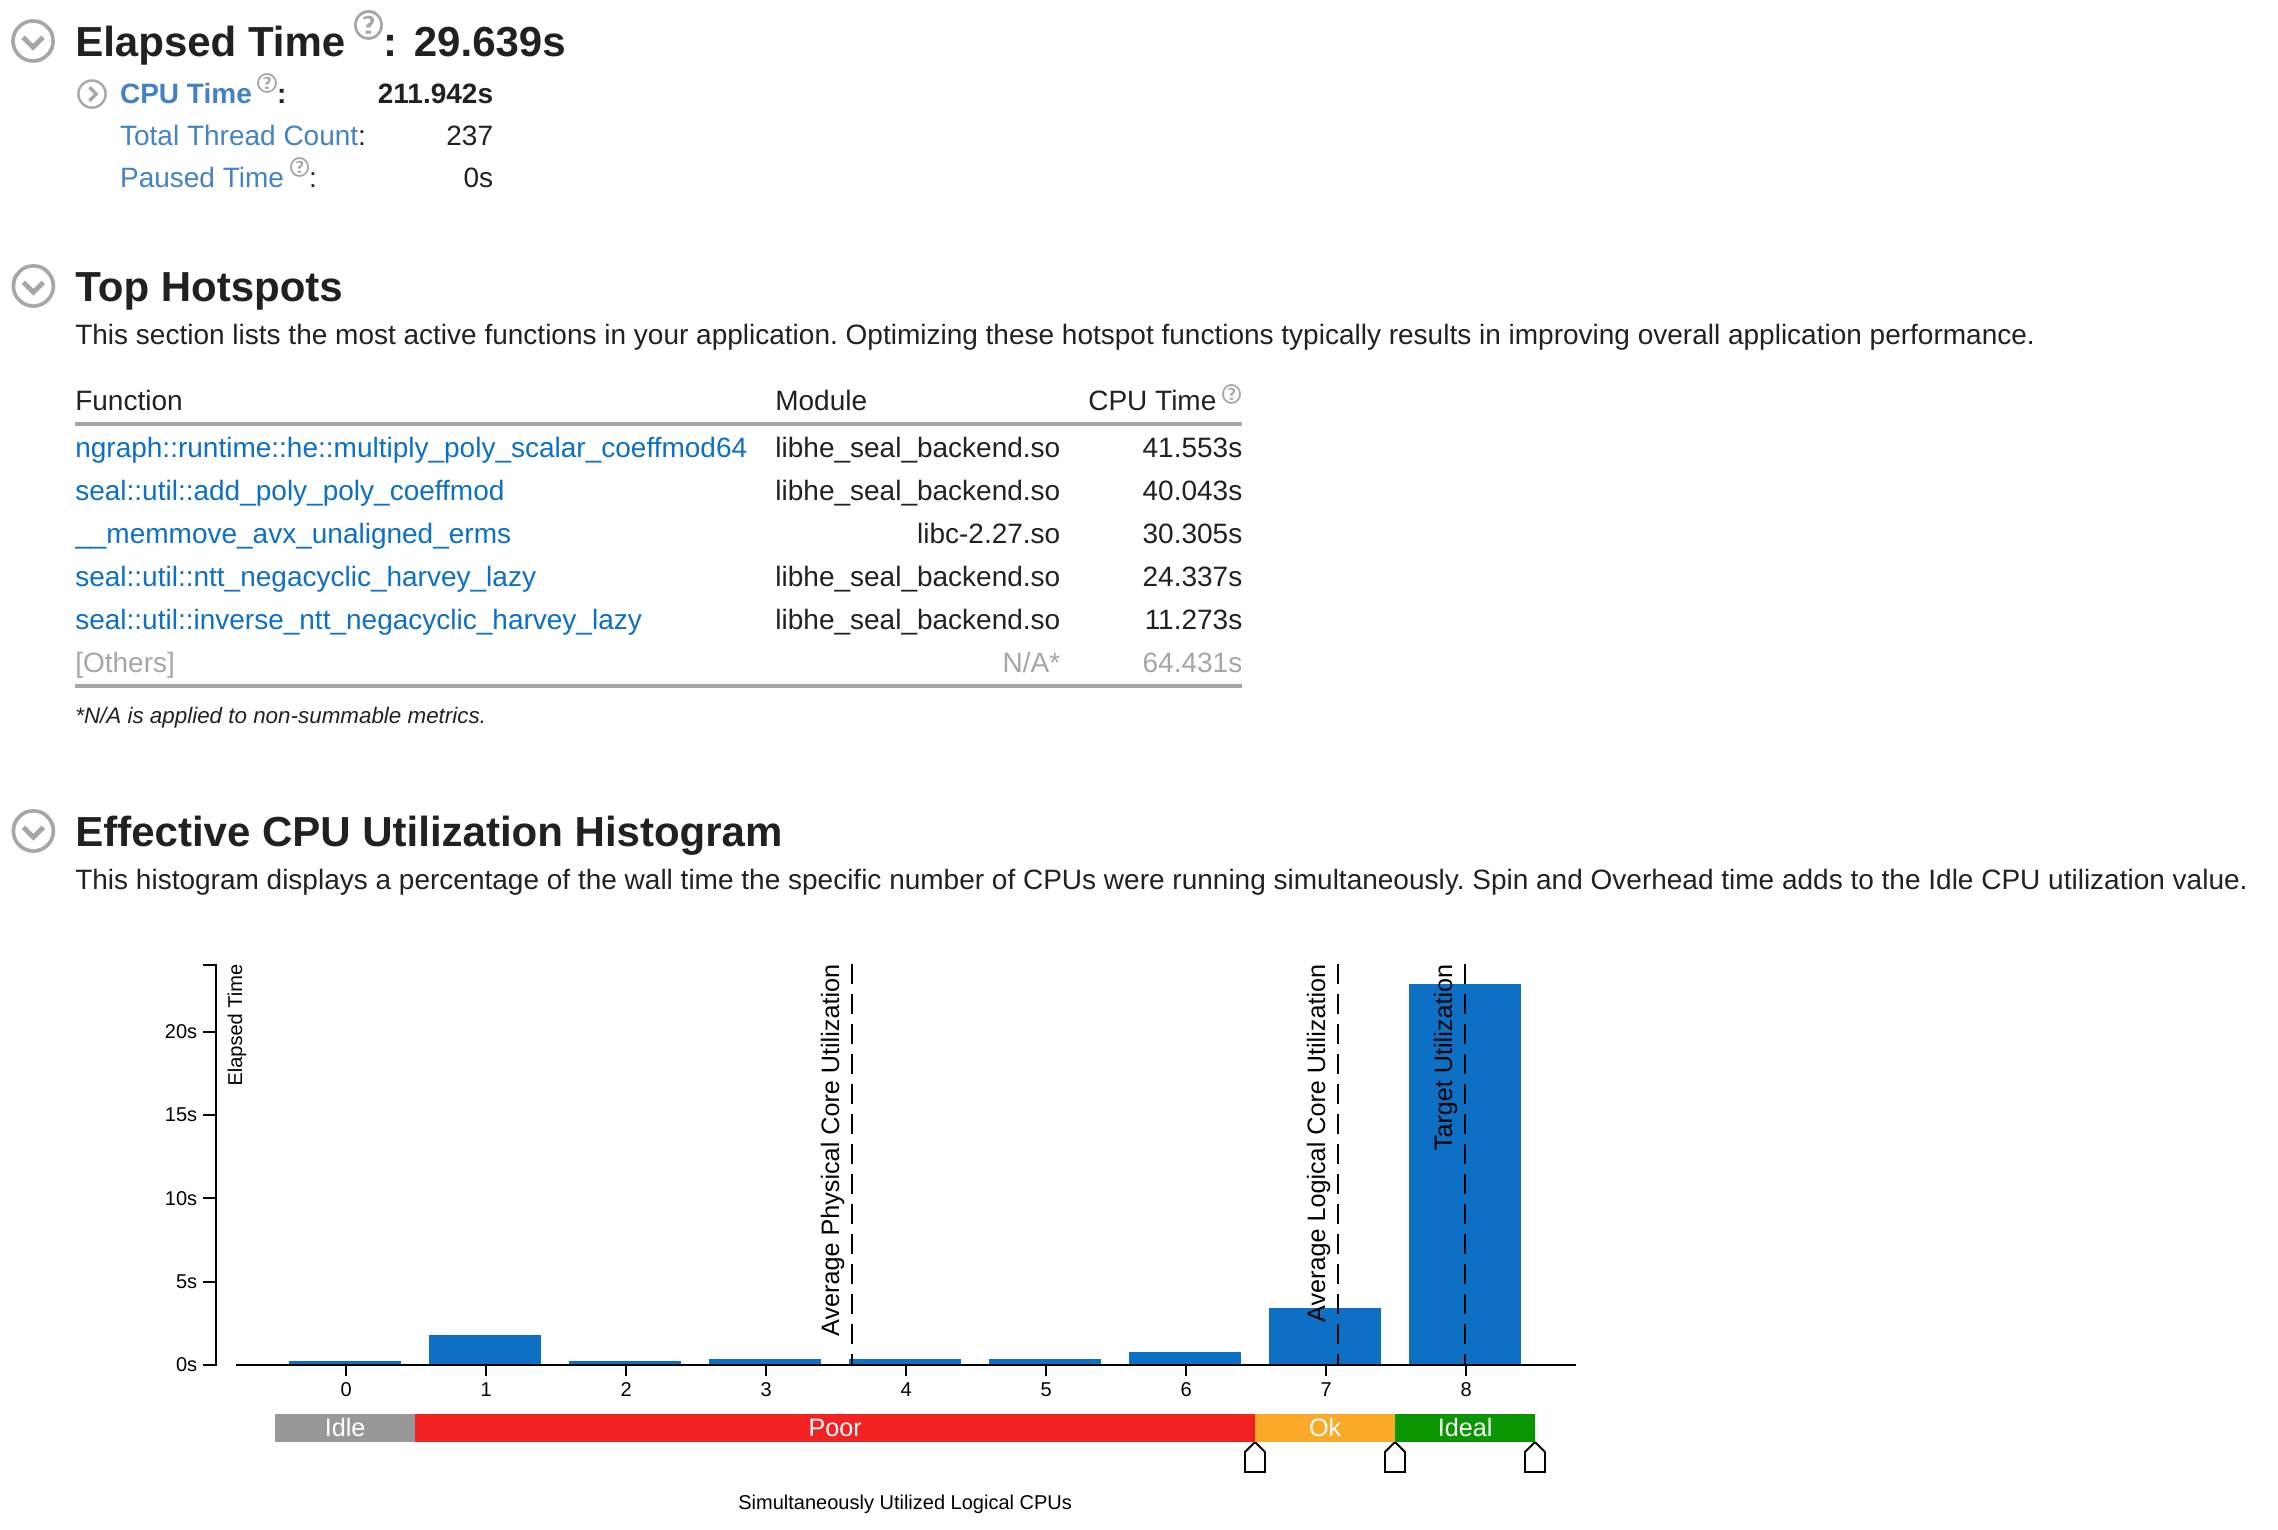 Elapsed Time ?: 29.639s
CPU Time ?: 211.942s
Total Thread Count: 237
Paused Time ?: 0s
Top Hotspots
This section lists the most active functions in your application. Optimizing these hotspot functions typically results in improving overall application performance.
Function Module CPU Time ?
ngraph::runtime::he::multiply_poly_scalar_coeffmod64 libhe_seal_backend.so 41.553s
seal::util::add_poly_poly_coeffmod libhe_seal_backend.so 40.043s
__memmove_avx_unaligned_erms libc-2.27.so 30.305s
seal::util::ntt_negacyclic_harvey_lazy libhe_seal_backend.so 24.337s
seal::util::inverse_ntt_negacyclic_harvey_lazy libhe_seal_backend.so 11.273s
[Others] N/A* 64.431s
*N/A is applied to non-summable metrics.
Effective CPU Utilization Histogram
This histogram displays a percentage of the wall time the specific number of CPUs were running simultaneously. Spin and Overhead time adds to the Idle CPU utilization value.
Elapsed Time
20s
15s
10s
5s
0s
Average Physical Core Utilization
Average Logical Core Utilization
Target Utilization
0 1 2 3 4 5 6 7 8
Idle Poor Ok Ideal
Simultaneously Utilized Logical CPUs